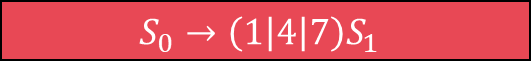 S₀ → (1|4|7)S₁